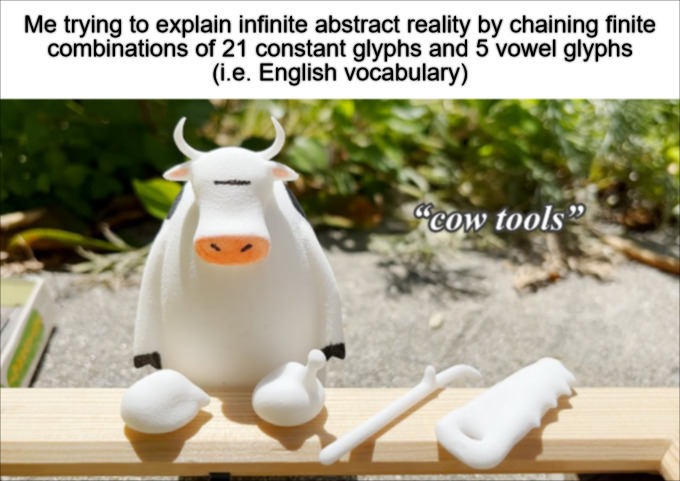 Me trying to explain infinite abstract reality by chaining finite
combinations of 21 constant glyphs and 5 vowel glyphs
(i.e. English vocabulary)
“cow tools”